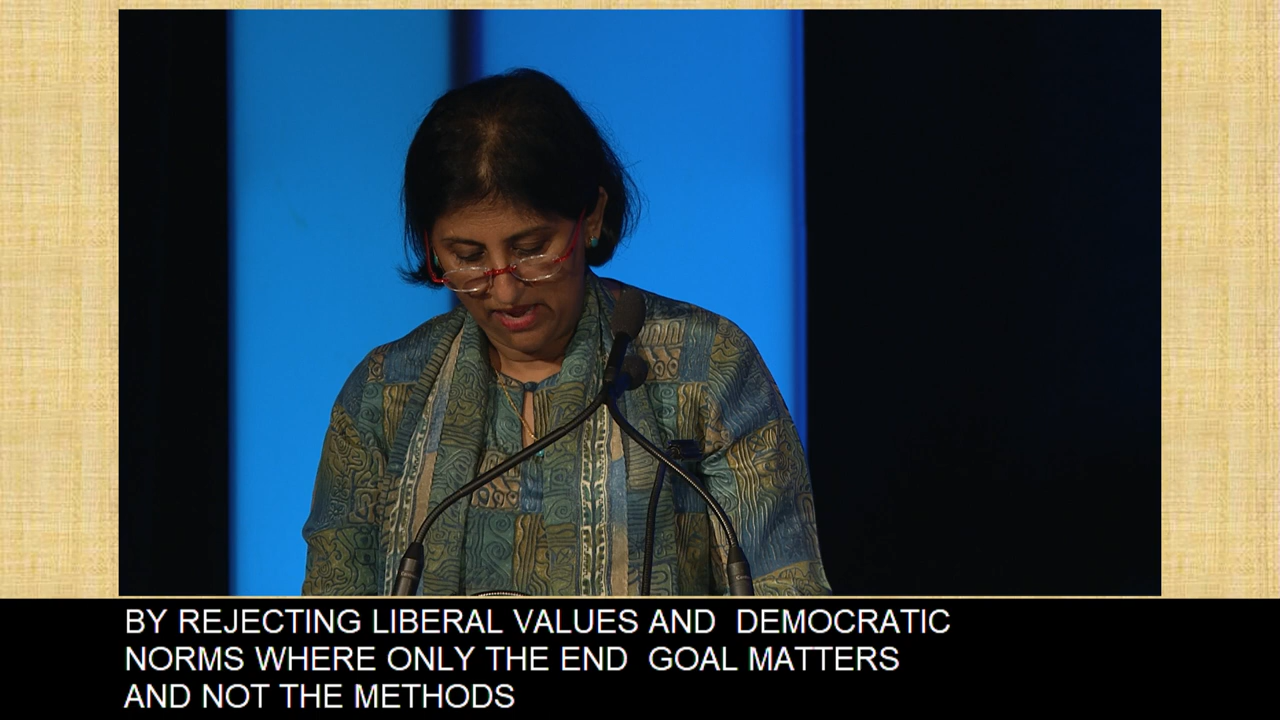 BY REJECTING LIBERAL VALUES AND  DEMOCRATIC
NORMS WHERE ONLY THE END  GOAL MATTERS
AND NOT THE METHODS